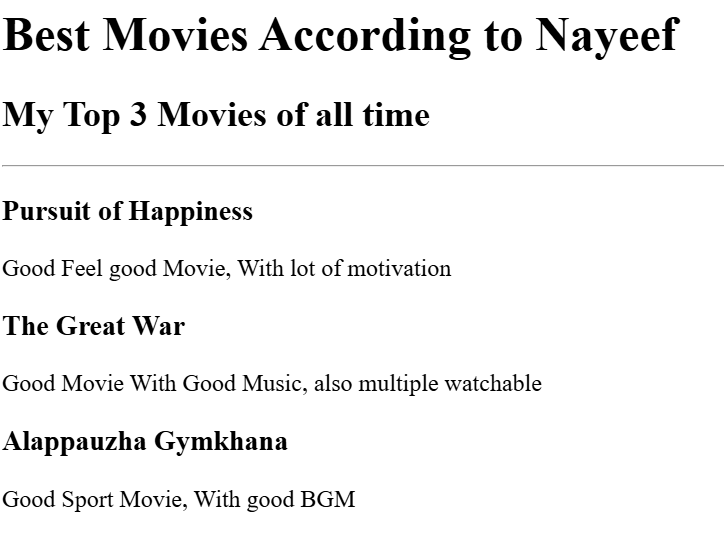 Best Movies According to Nayeef
My Top 3 Movies of all time
Pursuit of Happiness
Good Feel good Movie, With lot of motivation
The Great War
Good Movie With Good Music, also multiple watchable
Alappauzha Gymkhana
Good Sport Movie, With good BGM